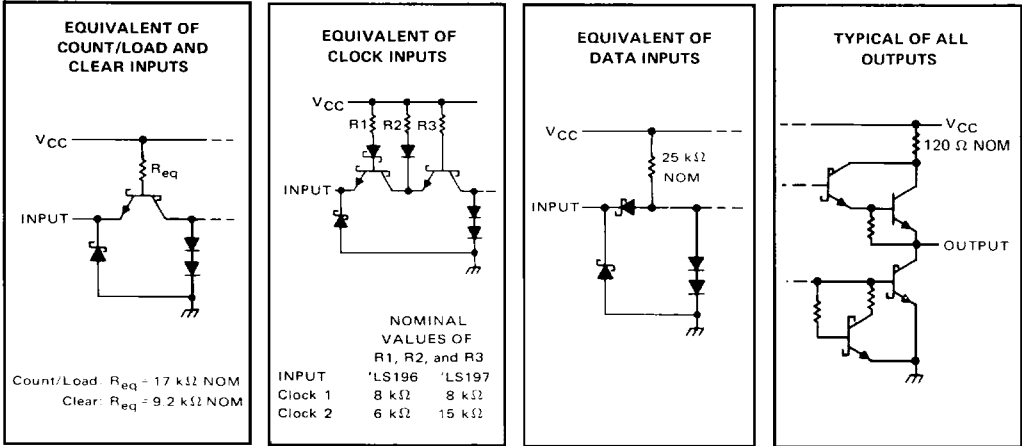 EQUIVALENT OF
COUNT/LOAD AND
CLEAR INPUTS
VCC
Req
INPUT
Count/Load: Req = 17 kΩ NOM
Clear: Req = 9.2 kΩ NOM
EQUIVALENT OF
CLOCK INPUTS
VCC
R1 R2 R3
INPUT
NOMINAL
VALUES OF
R1, R2, and R3
INPUT 'LS196 'LS197
Clock 1 8 kΩ 8 kΩ
Clock 2 6 kΩ 15 kΩ
EQUIVALENT OF
DATA INPUTS
VCC
25 kΩ
NOM
INPUT
TYPICAL OF ALL
OUTPUTS
VCC
120 Ω NOM
OUTPUT